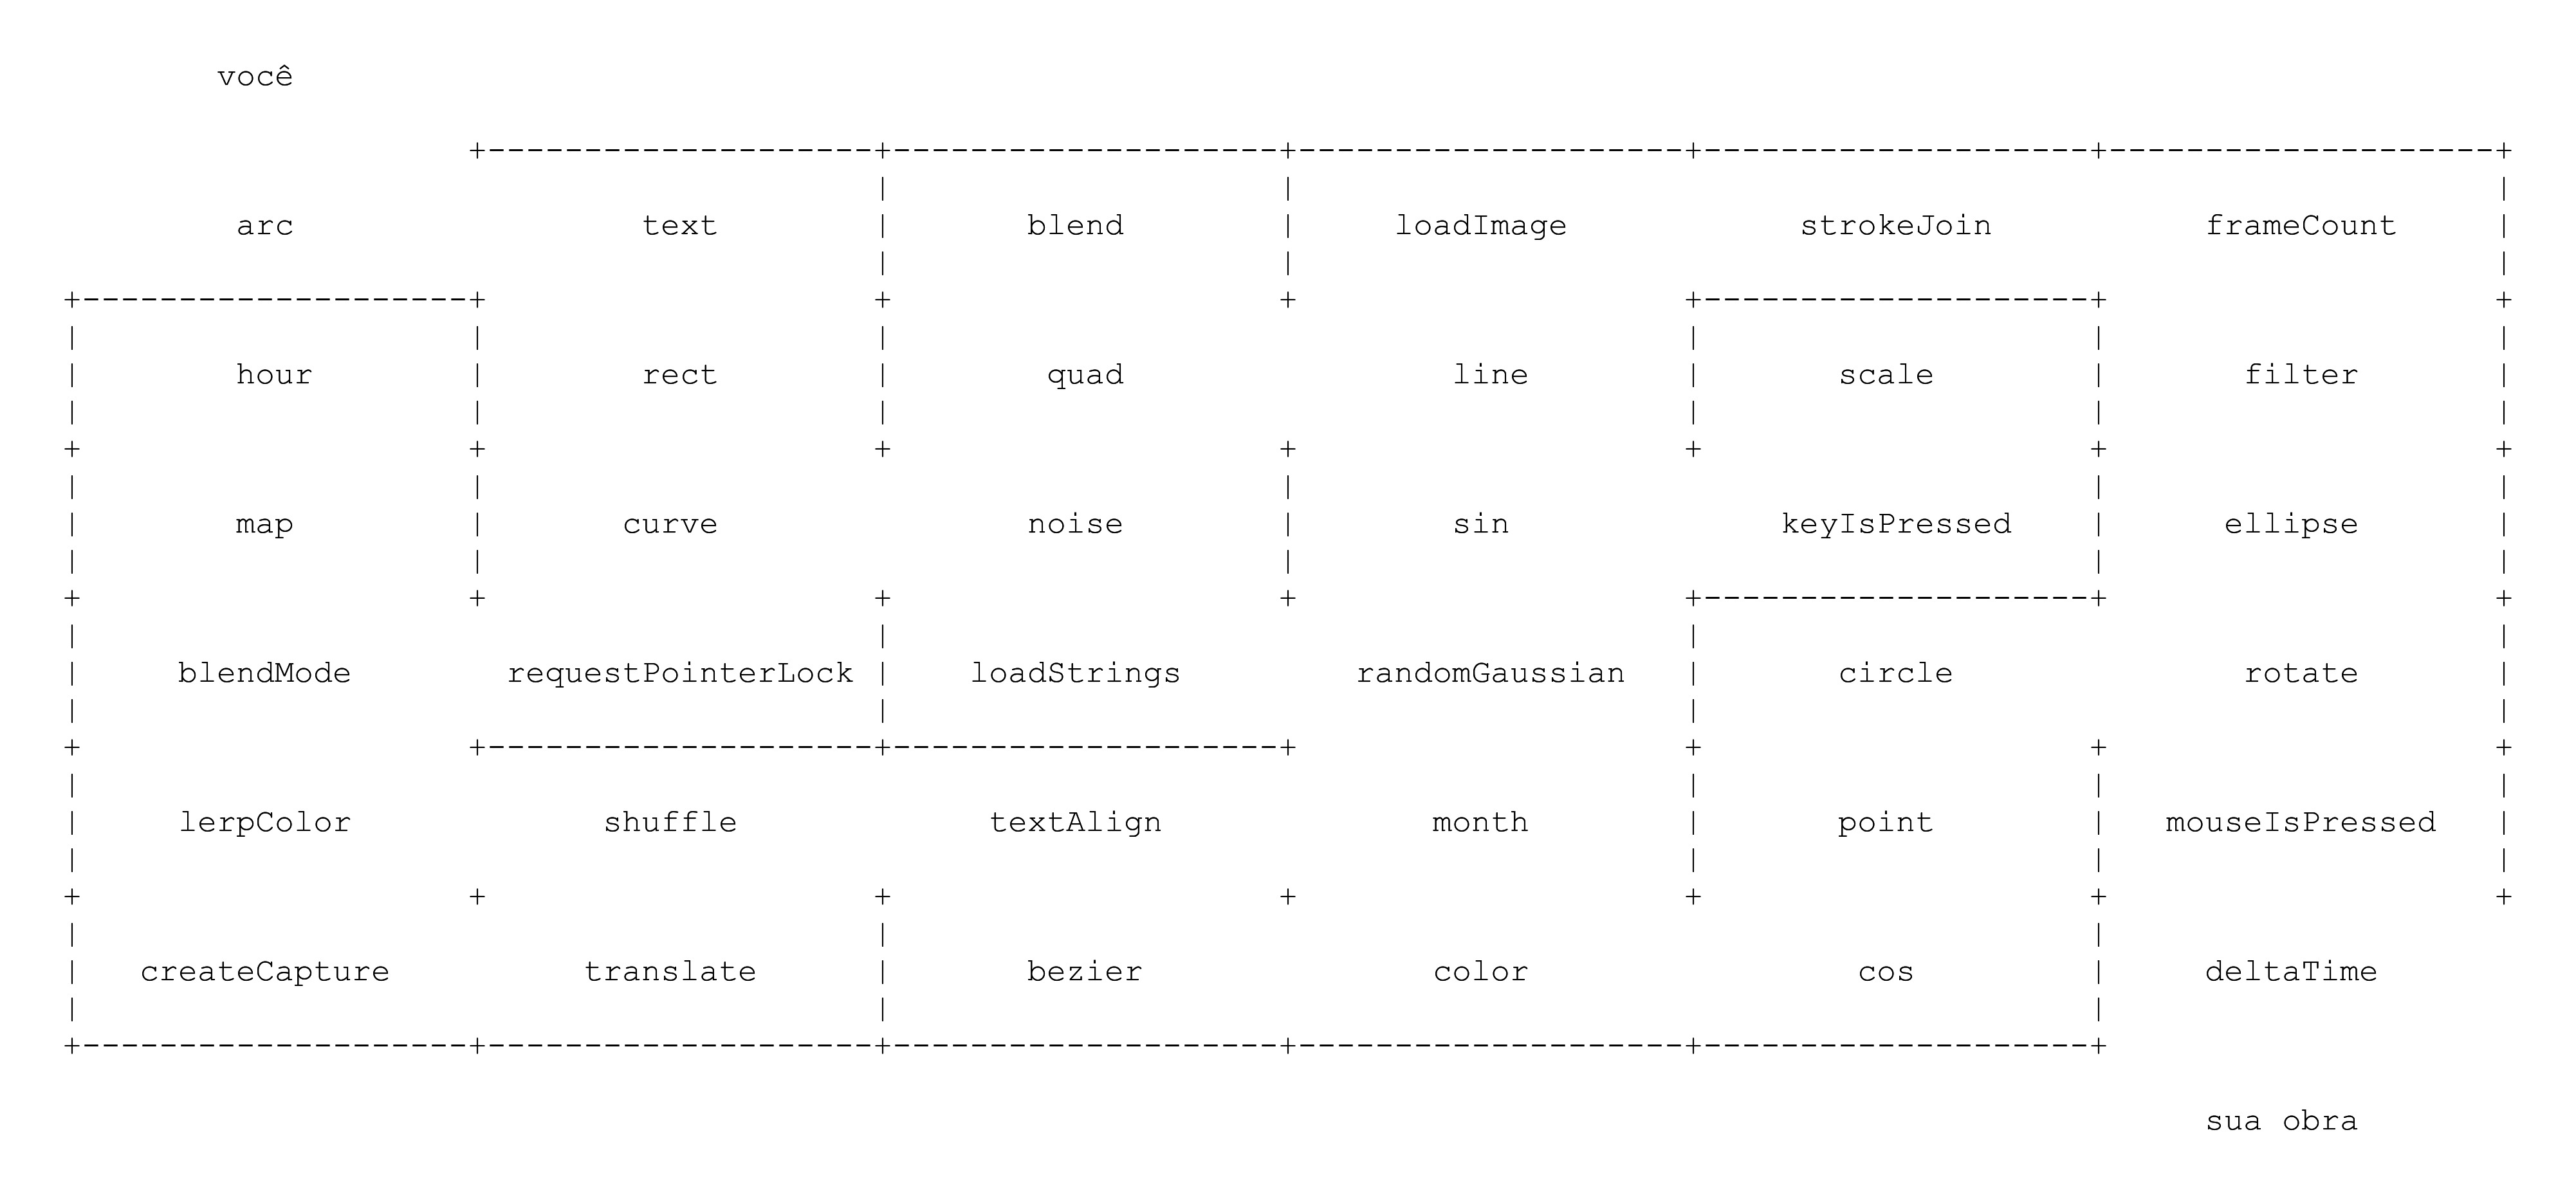 você
arc text blend loadImage strokeJoin frameCount
hour rect quad line scale filter
map curve noise sin keyIsPressed ellipse
blendMode requestPointerLock loadStrings randomGaussian circle rotate
lerpColor shuffle textAlign month point mouseIsPressed
createCapture translate bezier color cos deltaTime
sua obra